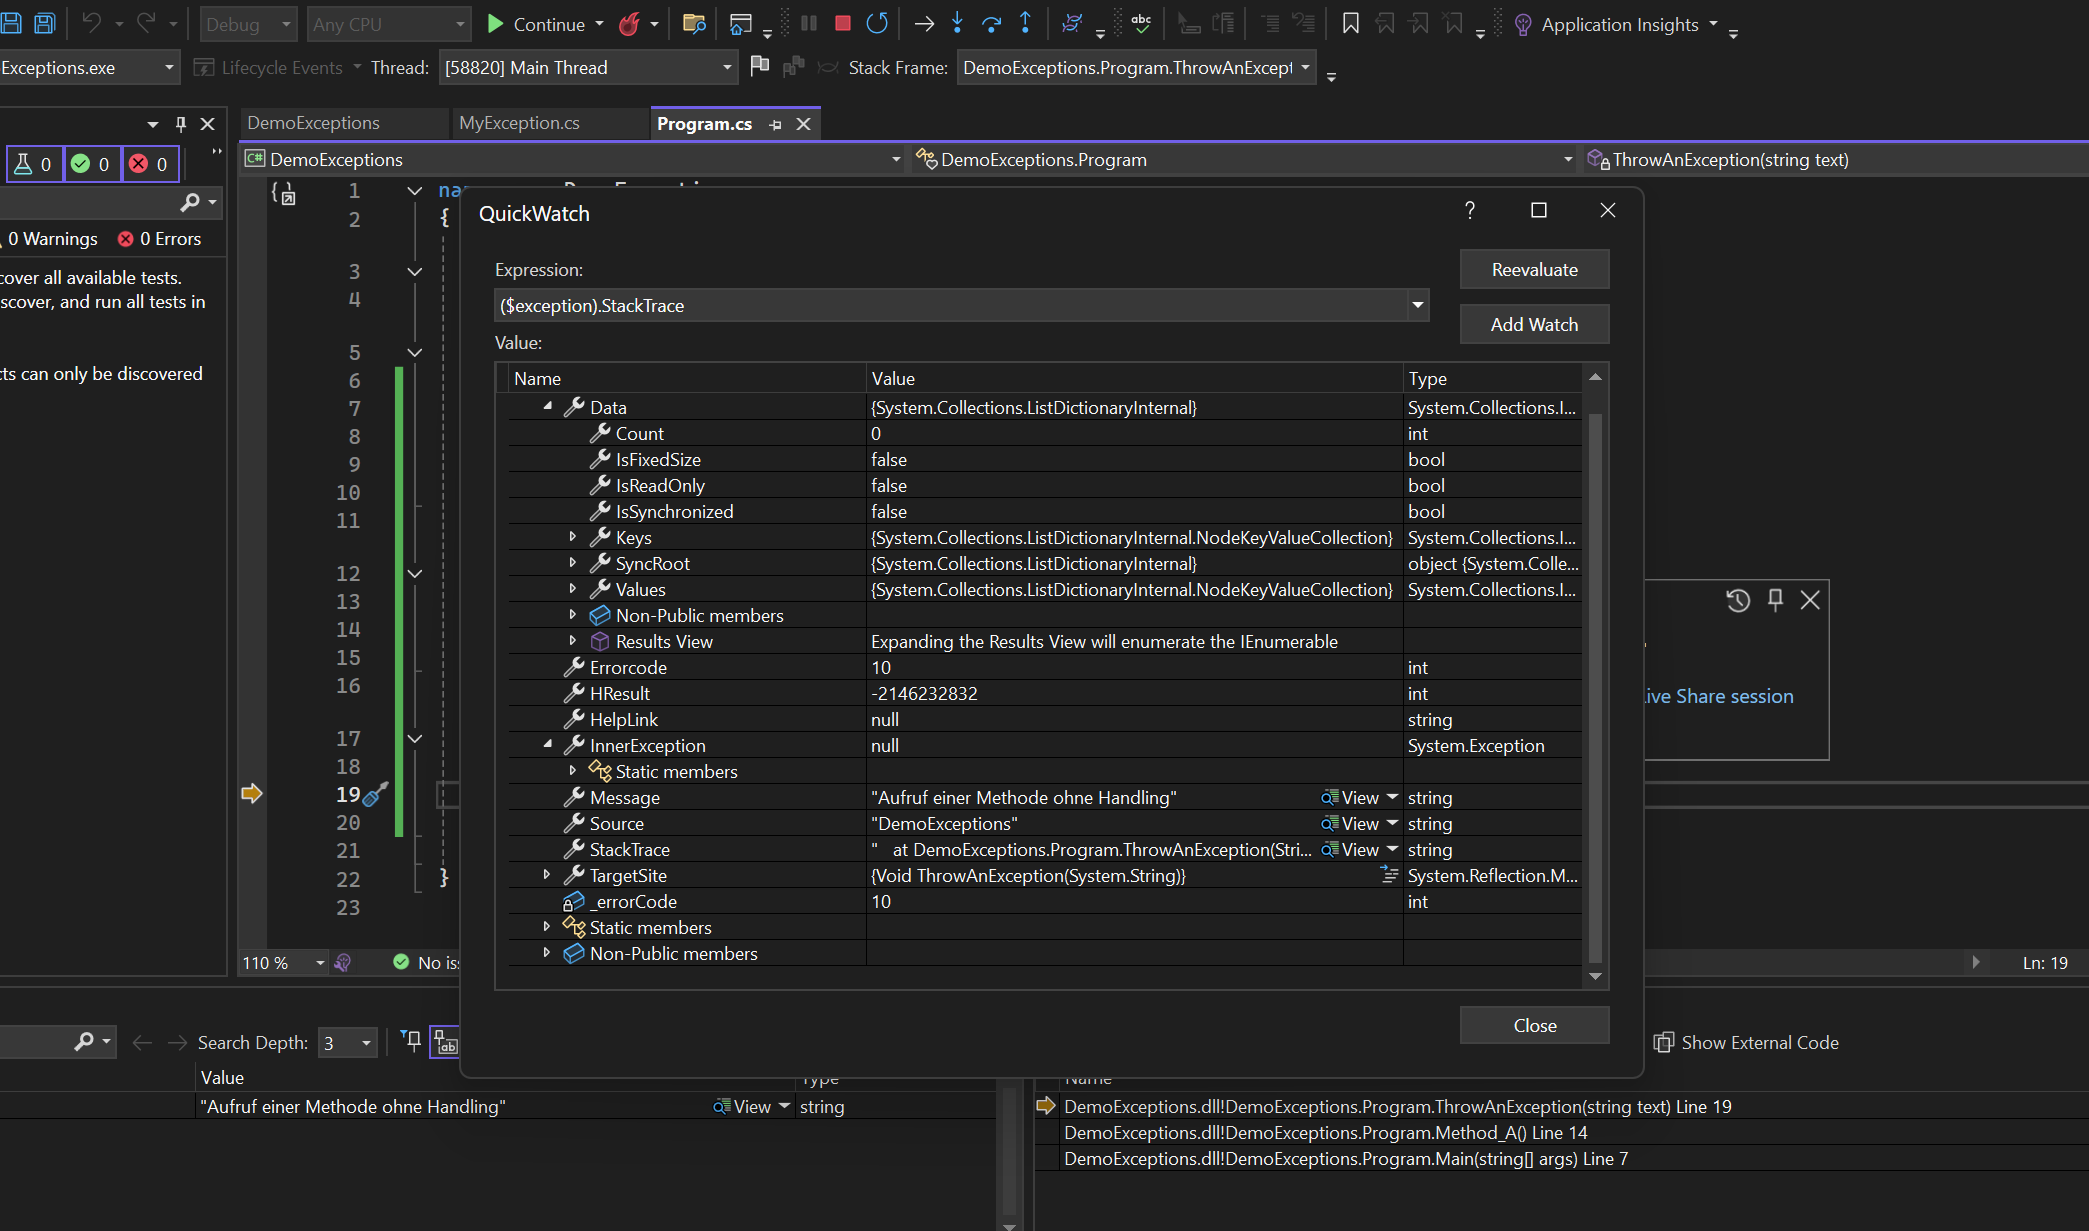 Debug Any CPU Continue Application Insights
Exceptions.exe Lifecycle Events Thread: [58820] Main Thread Stack Frame: DemoExceptions.Program.ThrowAnExcept
DemoExceptions MyException.cs Program.cs
0 0 0
C# DemoExceptions DemoExceptions.Program ThrowAnException(string text)
0 Warnings 0 Errors
cover all available tests.
scover, and run all tests in
cts can only be discovered
1
2 {
3
4
5
6
7
8
9
10
11
12
13
14
15
16
17
18
19
20
21
22 }
23
110 % No is Ln: 19
QuickWatch ?
Expression: Reevaluate
($exception).StackTrace
Add Watch
Value:
Name Value Type
Data {System.Collections.ListDictionaryInternal} System.Collections.I...
Count 0 int
IsFixedSize false bool
IsReadOnly false bool
IsSynchronized false bool
Keys {System.Collections.ListDictionaryInternal.NodeKeyValueCollection} System.Collections.I...
SyncRoot {System.Collections.ListDictionaryInternal} object {System.Colle...
Values {System.Collections.ListDictionaryInternal.NodeKeyValueCollection} System.Collections.I...
Non-Public members
Results View Expanding the Results View will enumerate the IEnumerable
Errorcode 10 int
HResult -2146232832 int
HelpLink null string
InnerException null System.Exception
Static members
Message "Aufruf einer Methode ohne Handling" View string
Source "DemoExceptions" View string
StackTrace "   at DemoExceptions.Program.ThrowAnException(Stri... View string
TargetSite {Void ThrowAnException(System.String)} System.Reflection.M...
_errorCode 10 int
Static members
Non-Public members
Close
ive Share session
Search Depth: 3 Show External Code
Value Type Name
"Aufruf einer Methode ohne Handling" View string
DemoExceptions.dll!DemoExceptions.Program.ThrowAnException(string text) Line 19
DemoExceptions.dll!DemoExceptions.Program.Method_A() Line 14
DemoExceptions.dll!DemoExceptions.Program.Main(string[] args) Line 7